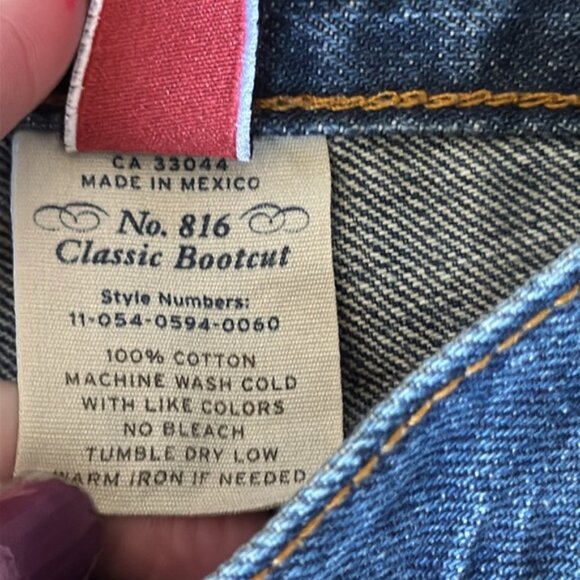 CA 33044
MADE IN MEXICO
No. 816
Classic Bootcut
Style Numbers:
11-054-0594-0060
100% COTTON
MACHINE WASH COLD
WITH LIKE COLORS
NO BLEACH
TUMBLE DRY LOW
WARM IRON IF NEEDED